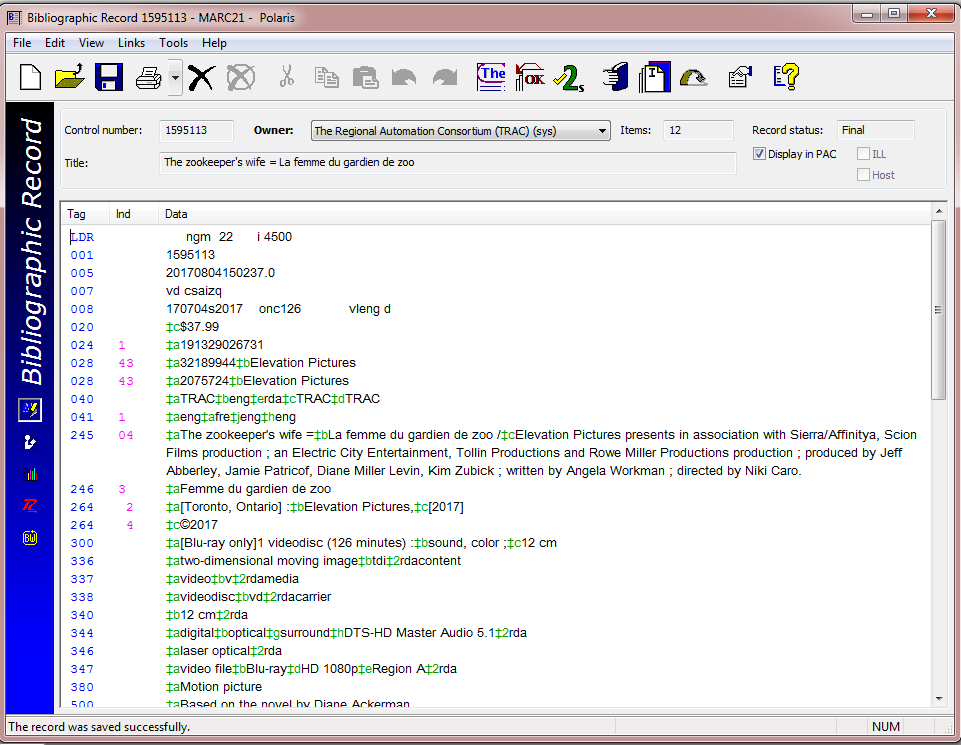 Bibliographic Record 1595113 - MARC21 - Polaris
File Edit View Links Tools Help
The OK 2s
Control number: 1595113 Owner: The Regional Automation Consortium (TRAC) (sys) Items: 12 Record status: Final
Display in PAC ILL
Title: The zookeeper's wife = La femme du gardien de zoo
Host
Bibliographic Record
Tag Ind Data
LDR ngm 22 i 4500
001 1595113
005 20170804150237.0
007 vd csaizq
008 170704s2017 onc126 vleng d
020 ‡c$37.99
024 1 ‡a191329026731
028 43 ‡a32189944‡bElevation Pictures
028 43 ‡a2075724‡bElevation Pictures
040 ‡aTRAC‡beng‡erda‡cTRAC‡dTRAC
041 1 ‡aeng‡afre‡jeng‡heng
245 04 ‡aThe zookeeper's wife =‡bLa femme du gardien de zoo /‡cElevation Pictures presents in association with Sierra/Affinitya, Scion
Films production ; an Electric City Entertainment, Tollin Productions and Rowe Miller Productions production ; produced by Jeff
Abberley, Jamie Patricof, Diane Miller Levin, Kim Zubick ; written by Angela Workman ; directed by Niki Caro.
246 3 ‡aFemme du gardien de zoo
264 2 ‡a[Toronto, Ontario] :‡bElevation Pictures,‡c[2017]
264 4 ‡c©2017
300 ‡a[Blu-ray only]1 videodisc (126 minutes) :‡bsound, color ;‡c12 cm
336 ‡atwo-dimensional moving image‡btdi‡2rdacontent
337 ‡avideo‡bv‡2rdamedia
338 ‡avideodisc‡bvd‡2rdacarrier
340 ‡b12 cm‡2rda
344 ‡adigital‡boptical‡gsurround‡hDTS-HD Master Audio 5.1‡2rda
346 ‡alaser optical‡2rda
347 ‡avideo file‡bBlu-ray‡dHD 1080p‡eRegion A‡2rda
380 ‡aMotion picture
500 ‡aBased on the novel by Diane Ackerman
The record was saved successfully. NUM